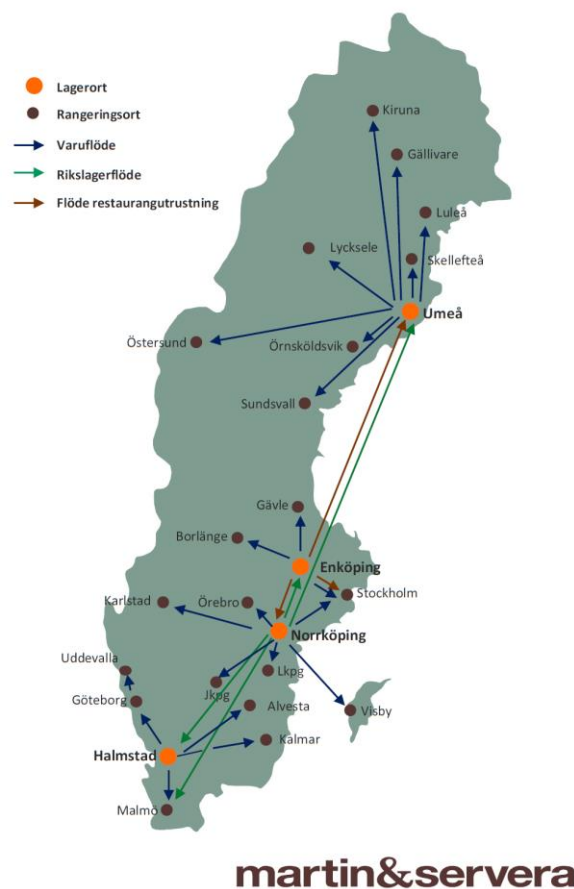 Lagerort
Rangeringsort
Varuflöde
Rikslagerflöde
Flöde restaurangutrustning
Kiruna
Gällivare
Luleå
Lycksele
Skellefteå
Umeå
Östersund
Örnsköldsvik
Sundsvall
Gävle
Borlänge
Enköping
Stockholm
Karlstad
Örebro
Norrköping
Uddevalla
Lkpg
Jkpg
Göteborg
Alvesta
Visby
Kalmar
Halmstad
Malmö
martin&servera